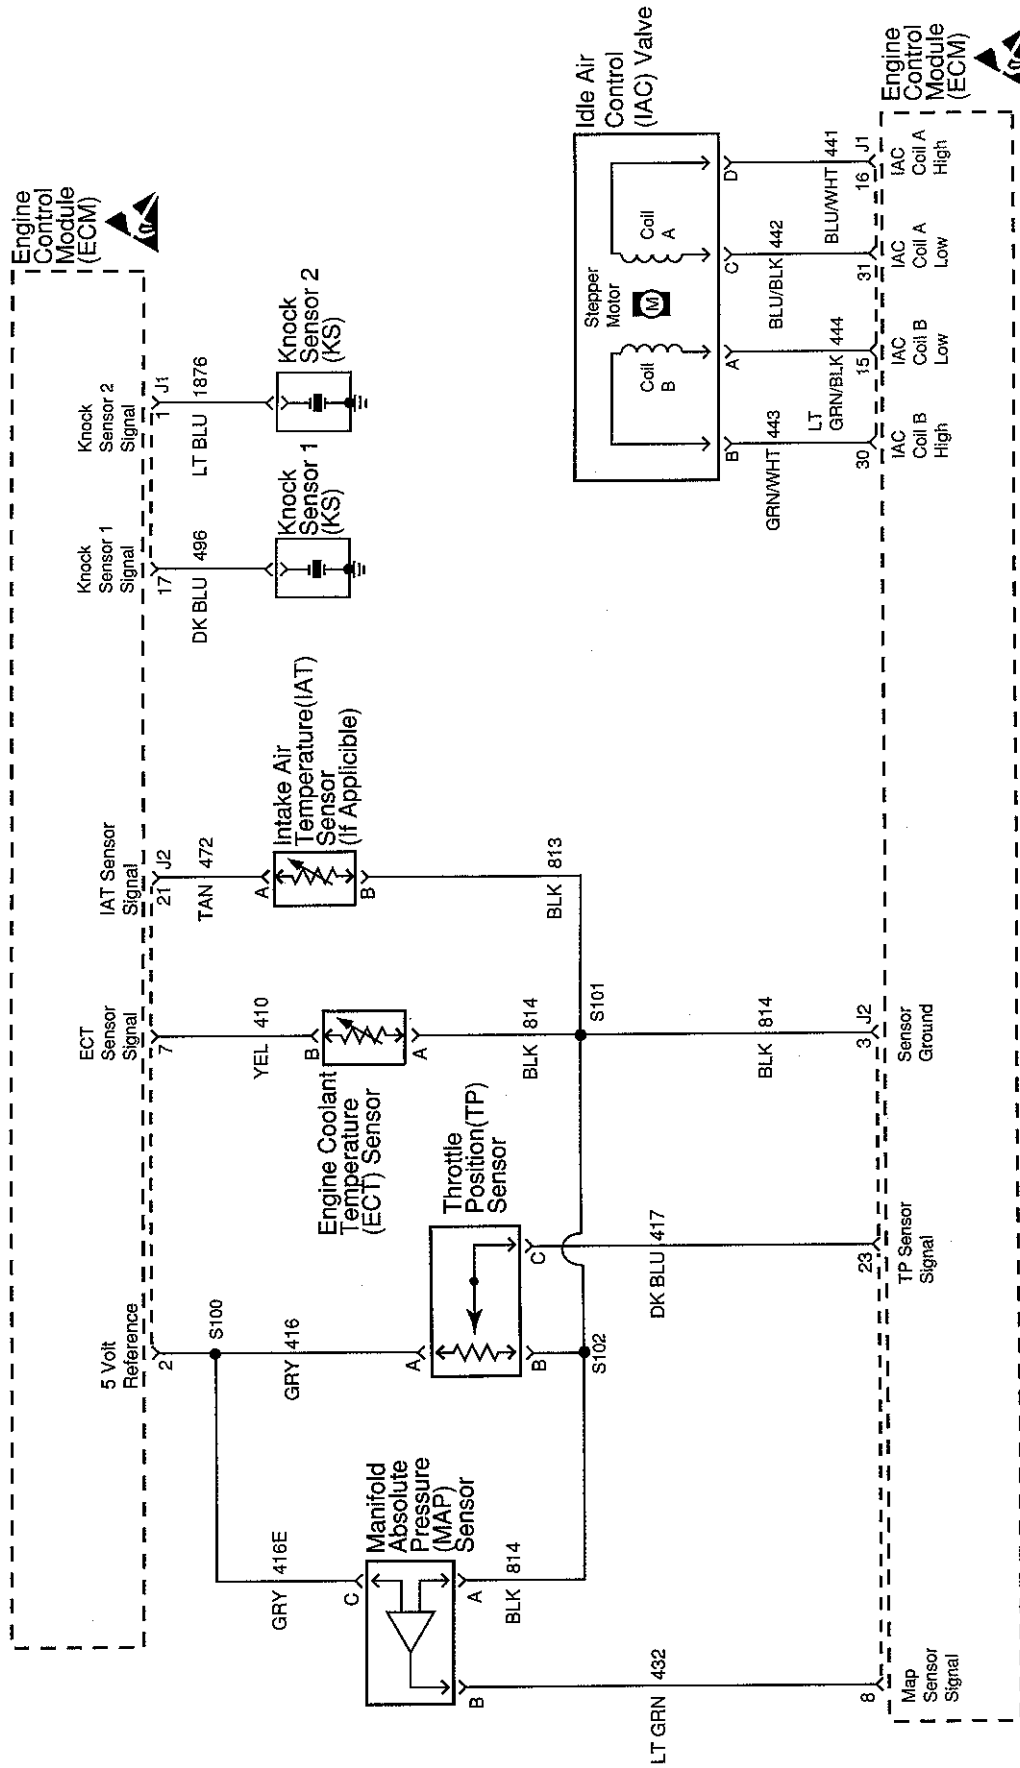 Engine
Control
Module
(ECM)
5 Volt
Reference
2
S100
GRY 416E
GRY 416
C
Manifold
Absolute
Pressure
(MAP)
Sensor
A
B
BLK 814
LT GRN 432
8
Map
Sensor
Signal
A
Throttle
Position(TP)
Sensor
B
C
S102
DK BLU 417
23
TP Sensor
Signal
ECT
Sensor
Signal
7
YEL 410
B
Engine Coolant
Temperature
(ECT) Sensor
A
BLK 814
S101
BLK 814
3 J2
Sensor
Ground
IAT Sensor
Signal
21 J2
TAN 472
A
Intake Air
Temperature(IAT)
Sensor
(If Applicible)
B
BLK 813
Knock
Sensor 1
Signal
17
DK BLU 496
Knock
Sensor 1
(KS)
Knock
Sensor 2
Signal
1 J1
LT BLU 1876
Knock
Sensor 2
(KS)
Idle Air
Control
(IAC) Valve
Stepper
Motor
M
Coil
B
Coil
A
B
A
C
D
GRN/WHT 443
LT
GRN/BLK 444
BLU/BLK 442
BLU/WHT 441
30
15
31
16 J1
IAC
Coil B
High
IAC
Coil B
Low
IAC
Coil A
Low
IAC
Coil A
High
Engine
Control
Module
(ECM)